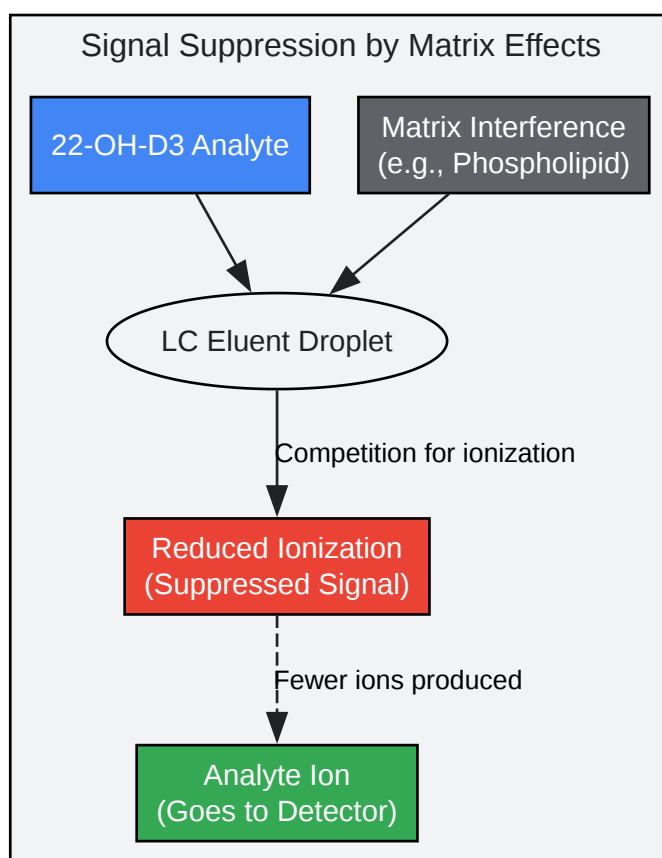 Signal Suppression by Matrix Effects
22-OH-D3 Analyte
Matrix Interference
(e.g., Phospholipid)
LC Eluent Droplet
Competition for ionization
Reduced Ionization
(Suppressed Signal)
Fewer ions produced
Analyte Ion
(Goes to Detector)